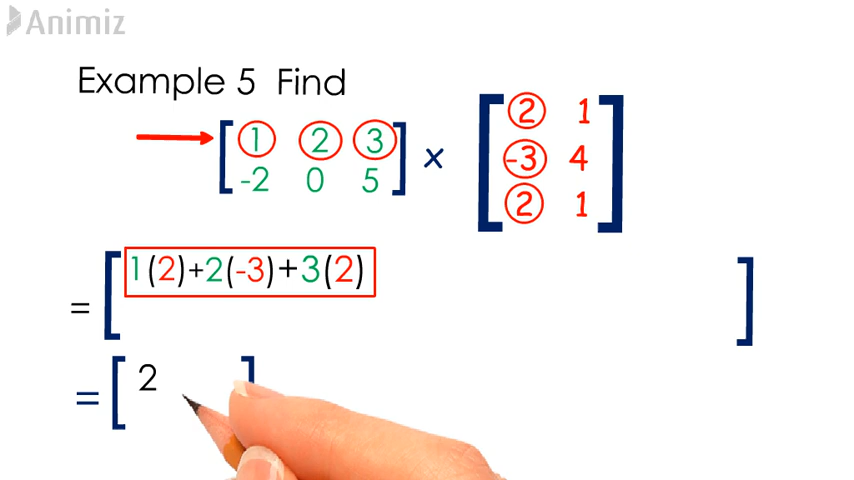 Animiz
Example 5 Find
[ 1 2 3 ] × [ 2 1
-2 0 5 -3 4
2 1 ]
= [ 1(2)+2(-3)+3(2) ]
= [ 2 ]